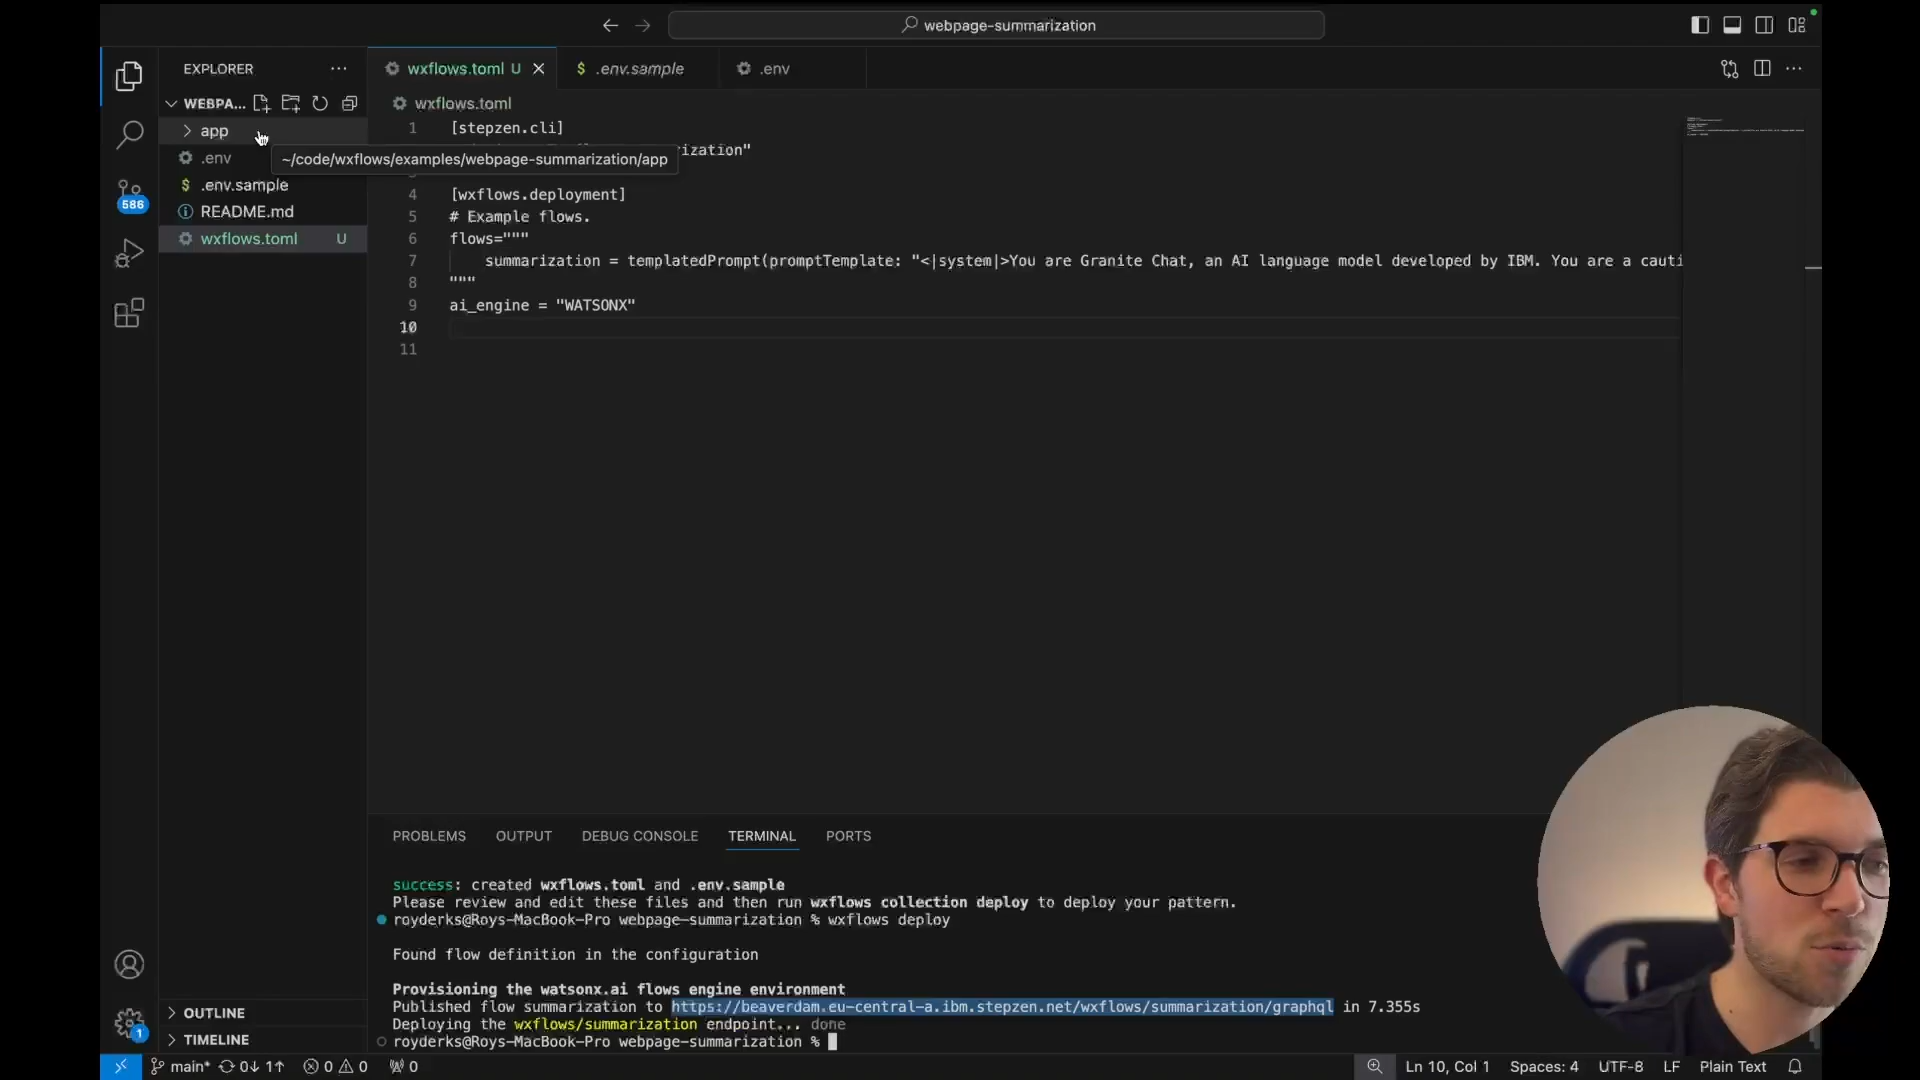 webpage-summarization
EXPLORER
WEBPA...
app
.env
.env.sample
README.md
wxflows.toml U
OUTLINE
TIMELINE
586
1
wxflows.toml U
.env.sample
.env
wxflows.toml
~/code/wxflows/examples/webpage-summarization/app
1 [stepzen.cli]
ization"
4 [wxflows.deployment]
5 # Example flows.
6 flows="""
7 summarization = templatedPrompt(promptTemplate: "<|system|>You are Granite Chat, an AI language model developed by IBM. You are a cauti
8 """
9 ai_engine = "WATSONX"
10
11
PROBLEMS OUTPUT DEBUG CONSOLE TERMINAL PORTS
success: created wxflows.toml and .env.sample
Please review and edit these files and then run wxflows collection deploy to deploy your pattern.
royderks@Roys-MacBook-Pro webpage-summarization % wxflows deploy
Found flow definition in the configuration
Provisioning the watsonx.ai flows engine environment
Published flow summarization to https://beaverdam.eu-central-a.ibm.stepzen.net/wxflows/summarization/graphql in 7.355s
Deploying the wxflows/summarization endpoint... done
royderks@Roys-MacBook-Pro webpage-summarization %
main* 0↓ 1↑ 0 0 0 Ln 10, Col 1 Spaces: 4 UTF-8 LF Plain Text